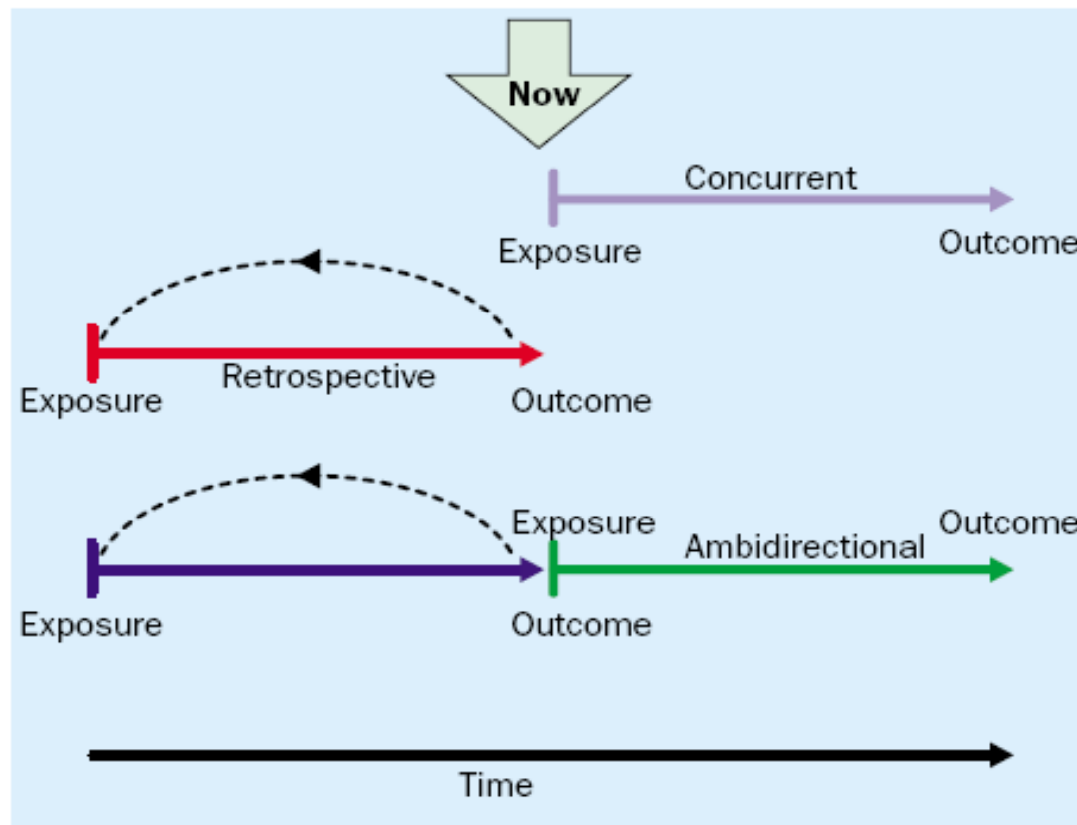 Now
Concurrent
Exposure
Outcome
Retrospective
Exposure
Outcome
Exposure
Outcome
Ambidirectional
Exposure
Outcome
Time